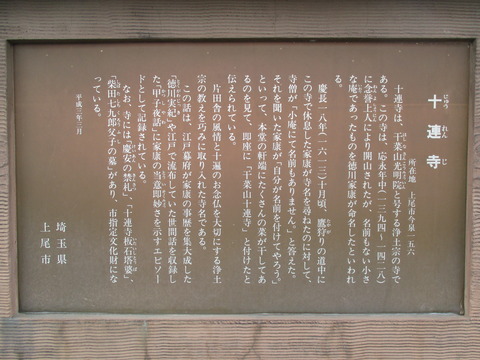 十連寺
にゅう れん じ
所在地 上尾市今泉一五六
十連寺は、干菜山光明院と号する浄土宗の寺で
ある。この寺は、応永年中(一三九四〜一四二八)
に念誉上人により開山されたが、名前もない小さ
な庵であったものを徳川家康が命名したといわれ
る。
慶長一八年(一六一三)十月頃、鷹狩りの道中に
この寺で休息した家康が寺名を尋ねたのに対して、
寺僧が「小庵にて名前もありません」と答えた。
それを聞いた家康が「自分が名前を付けてやろう」
といって、本堂の軒端にたくさんの菜が干してあ
るのを見て、即座に「干菜山十連寺」と付けたと
伝えられている。
片田舎の風情と十遍のお念仏を大切にする浄土
宗の教えを巧みに取り入れた寺名である。
この話は、江戸幕府が家康の事歴を集大成した
「徳川実紀」や江戸で流布していた世間話を収録し
た「甲子夜話」に家康の当意即妙さを示すエピソー
ドとして記録されている。
なお、寺には「慶安の禁札」、「十連寺板石塔婆」、
「柴田七九郎父子の墓」があり、市指定文化財にな
っている。
平成三年三月
埼玉県
上尾市